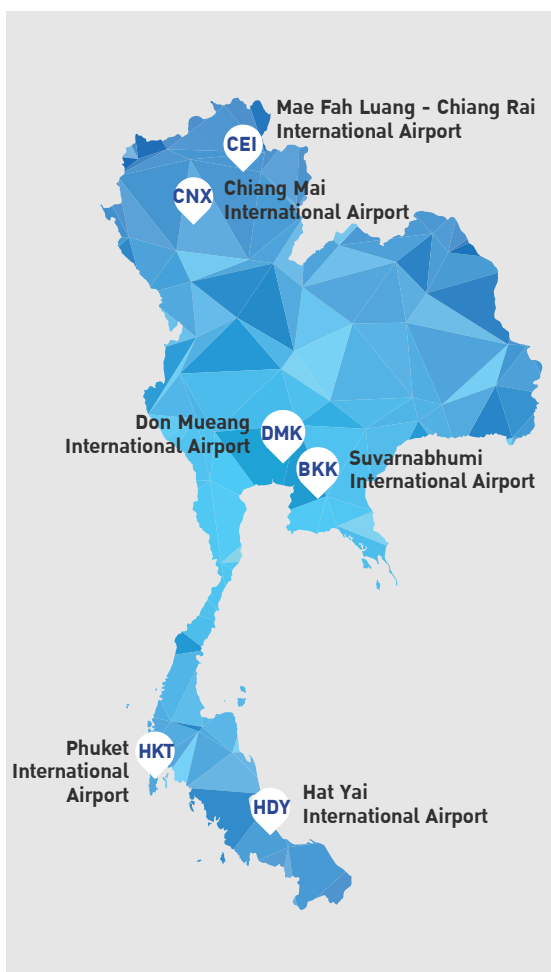 CEI
Mae Fah Luang - Chiang Rai
International Airport
CNX
Chiang Mai
International Airport
Don Mueang
International Airport
DMK
BKK
Suvarnabhumi
International Airport
Phuket
International
Airport
HKT
HDY
Hat Yai
International Airport